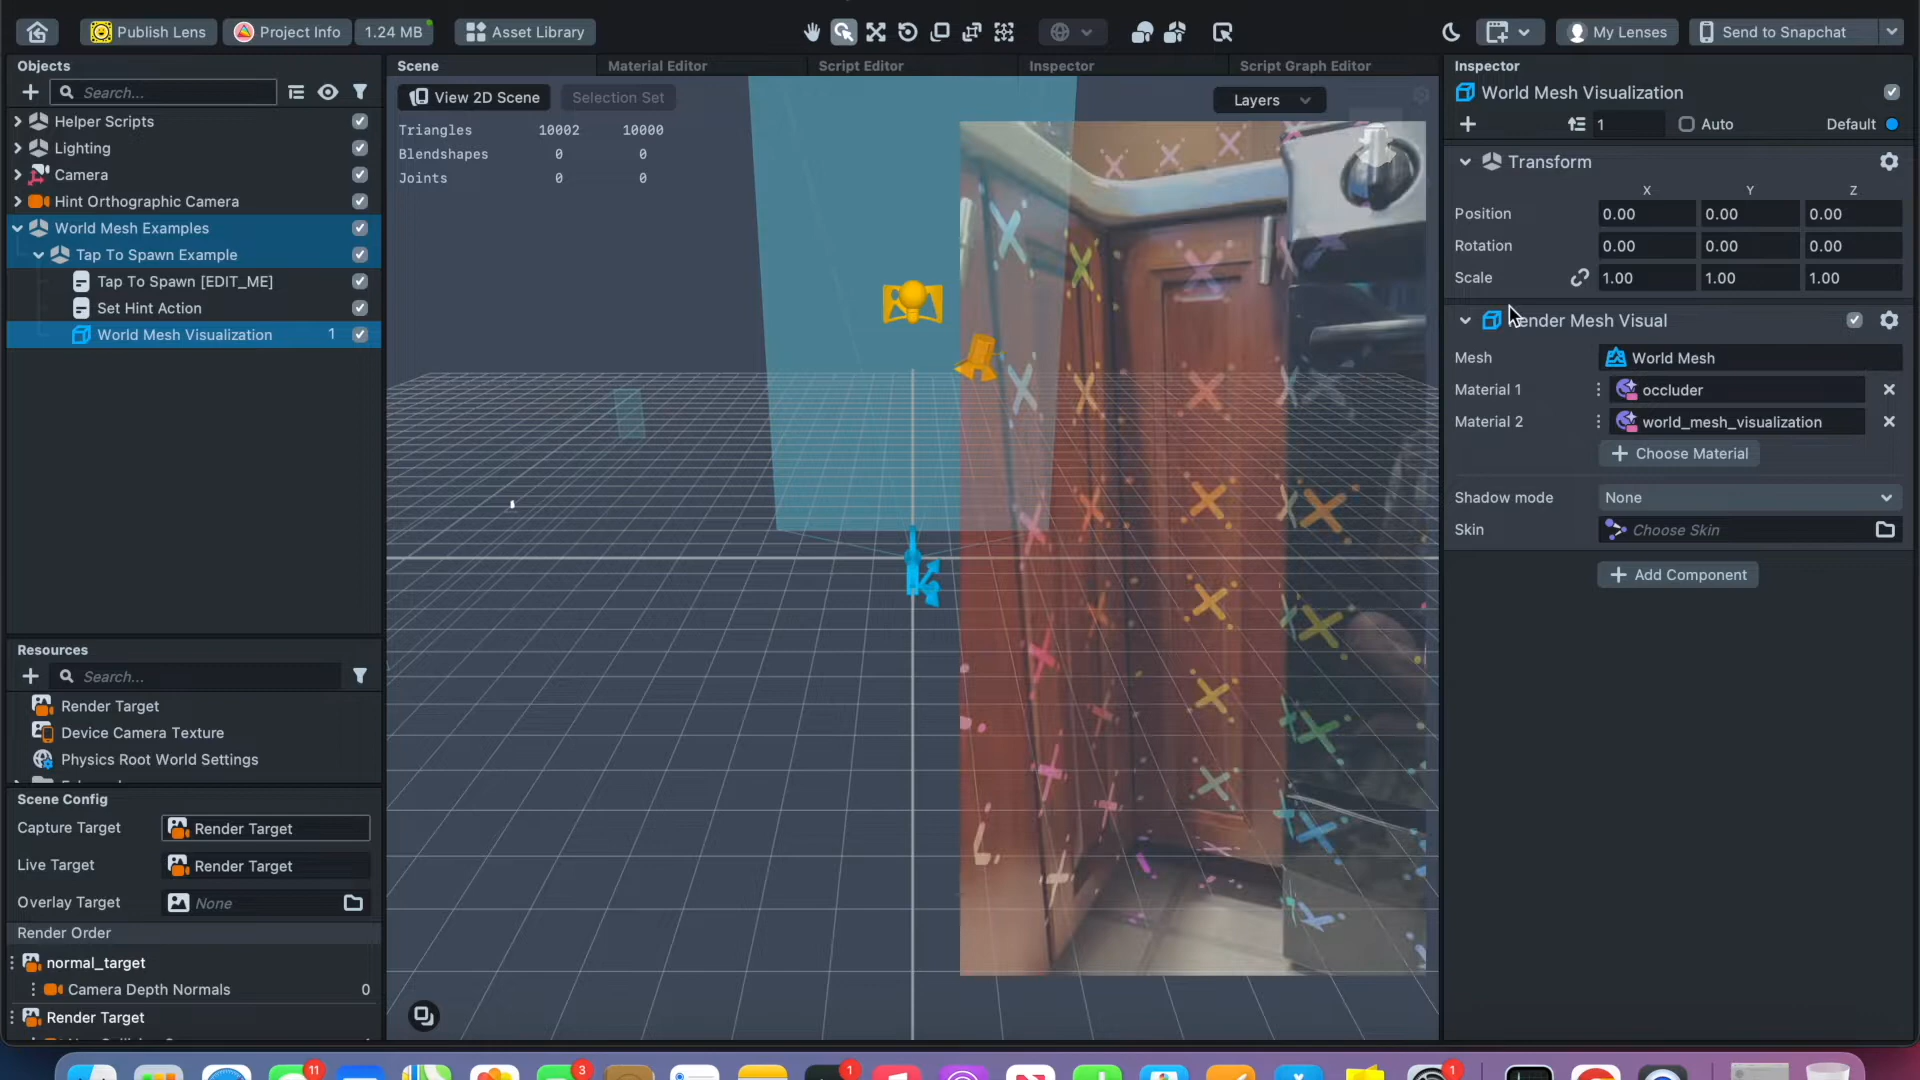 Publish Lens
Project Info
1.24 MB
Asset Library
My Lenses
Send to Snapchat
Objects
Search...
Helper Scripts
Lighting
Camera
Hint Orthographic Camera
World Mesh Examples
Tap To Spawn Example
Tap To Spawn [EDIT_ME]
Set Hint Action
World Mesh Visualization 1
Resources
Search...
Render Target
Device Camera Texture
Physics Root World Settings
Scene Config
Capture Target Render Target
Live Target Render Target
Overlay Target None
Render Order
normal_target
Camera Depth Normals 0
Render Target
Scene Material Editor Script Editor Inspector Script Graph Editor
View 2D Scene Selection Set Layers
Triangles 10002 10000
Blendshapes 0 0
Joints 0 0
Inspector
World Mesh Visualization
1 Auto Default
Transform
X Y Z
Position 0.00 0.00 0.00
Rotation 0.00 0.00 0.00
Scale 1.00 1.00 1.00
Render Mesh Visual
Mesh World Mesh
Material 1 occluder
Material 2 world_mesh_visualization
Choose Material
Shadow mode None
Skin Choose Skin
Add Component
11
3
1
1